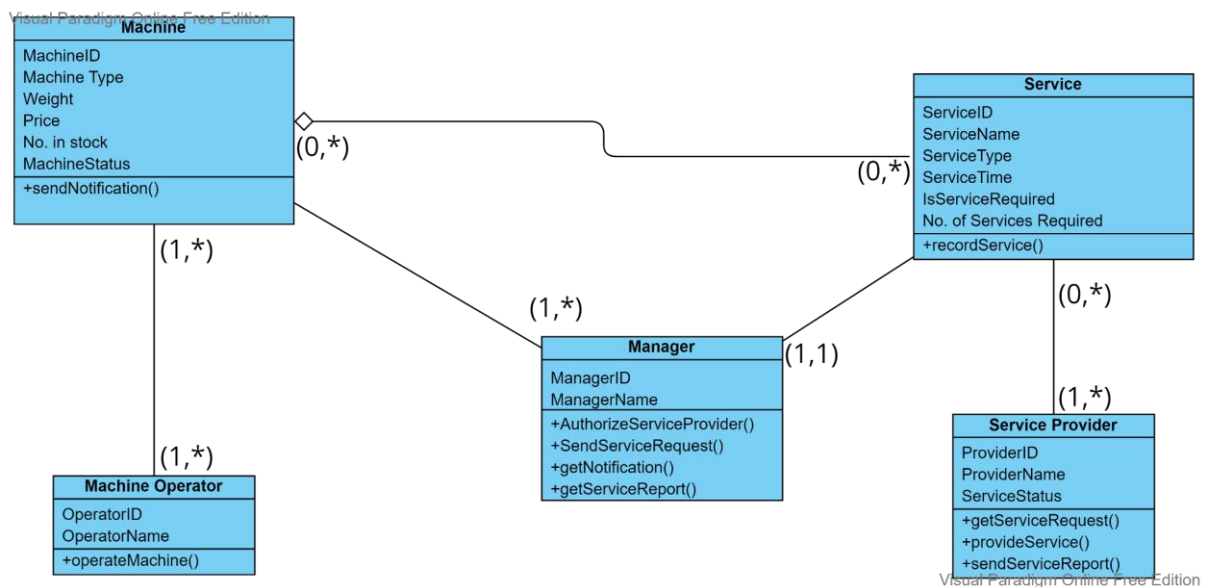 Visual Paradigm Online Free Edition
Machine
MachineID
Machine Type
Weight
Price
No. in stock
MachineStatus
+sendNotification()
(0,*)
(1,*)
Service
ServiceID
ServiceName
ServiceType
ServiceTime
IsServiceRequired
No. of Services Required
+recordService()
(0,*)
(0,*)
(1,*)
Manager
ManagerID
ManagerName
+AuthorizeServiceProvider()
+SendServiceRequest()
+getNotification()
+getServiceReport()
(1,1)
(1,*)
Machine Operator
OperatorID
OperatorName
+operateMachine()
(1,*)
Service Provider
ProviderID
ProviderName
ServiceStatus
+getServiceRequest()
+provideService()
+sendServiceReport()
Visual Paradigm Online Free Edition